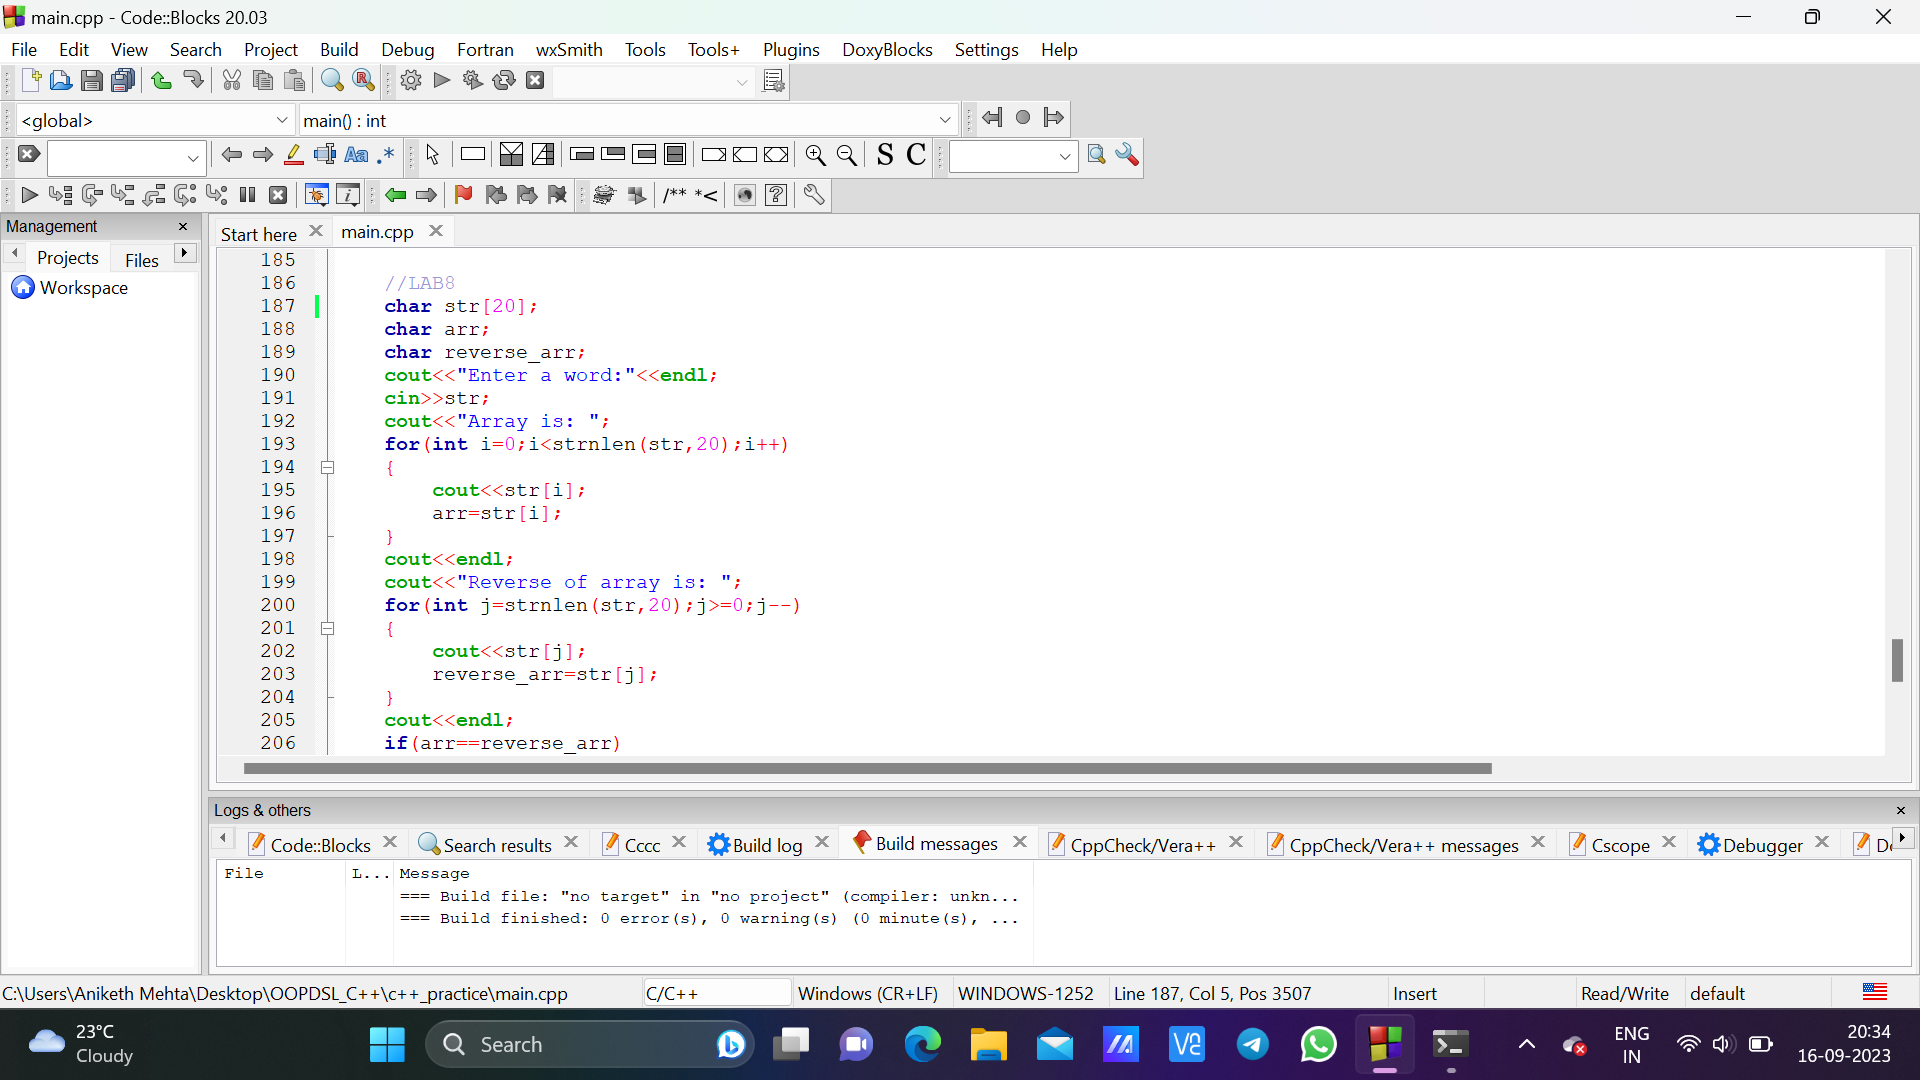 main.cpp - Code::Blocks 20.03
File Edit View Search Project Build Debug Fortran wxSmith Tools Tools+ Plugins DoxyBlocks Settings Help
<global> main() : int
Aa .* S C
/** *<
Management
Projects Files
Workspace
Start here main.cpp
185
186 //LAB8
187 char str[20];
188 char arr;
189 char reverse_arr;
190 cout<<"Enter a word:"<<endl;
191 cin>>str;
192 cout<<"Array is: ";
193 for(int i=0;i<strnlen(str,20);i++)
194 {
195 cout<<str[i];
196 arr=str[i];
197 }
198 cout<<endl;
199 cout<<"Reverse of array is: ";
200 for(int j=strnlen(str,20);j>=0;j--)
201 {
202 cout<<str[j];
203 reverse_arr=str[j];
204 }
205 cout<<endl;
206 if(arr==reverse_arr)
Logs & others
Code::Blocks Search results Cccc Build log Build messages CppCheck/Vera++ CppCheck/Vera++ messages Cscope Debugger
File L... Message
=== Build file: "no target" in "no project" (compiler: unkn...
=== Build finished: 0 error(s), 0 warning(s) (0 minute(s), ...
C:\Users\Aniketh Mehta\Desktop\OOPDSL_C++\c++_practice\main.cpp C/C++ Windows (CR+LF) WINDOWS-1252 Line 187, Col 5, Pos 3507 Insert Read/Write default
23°C
Cloudy
Search
ENG
IN
20:34
16-09-2023